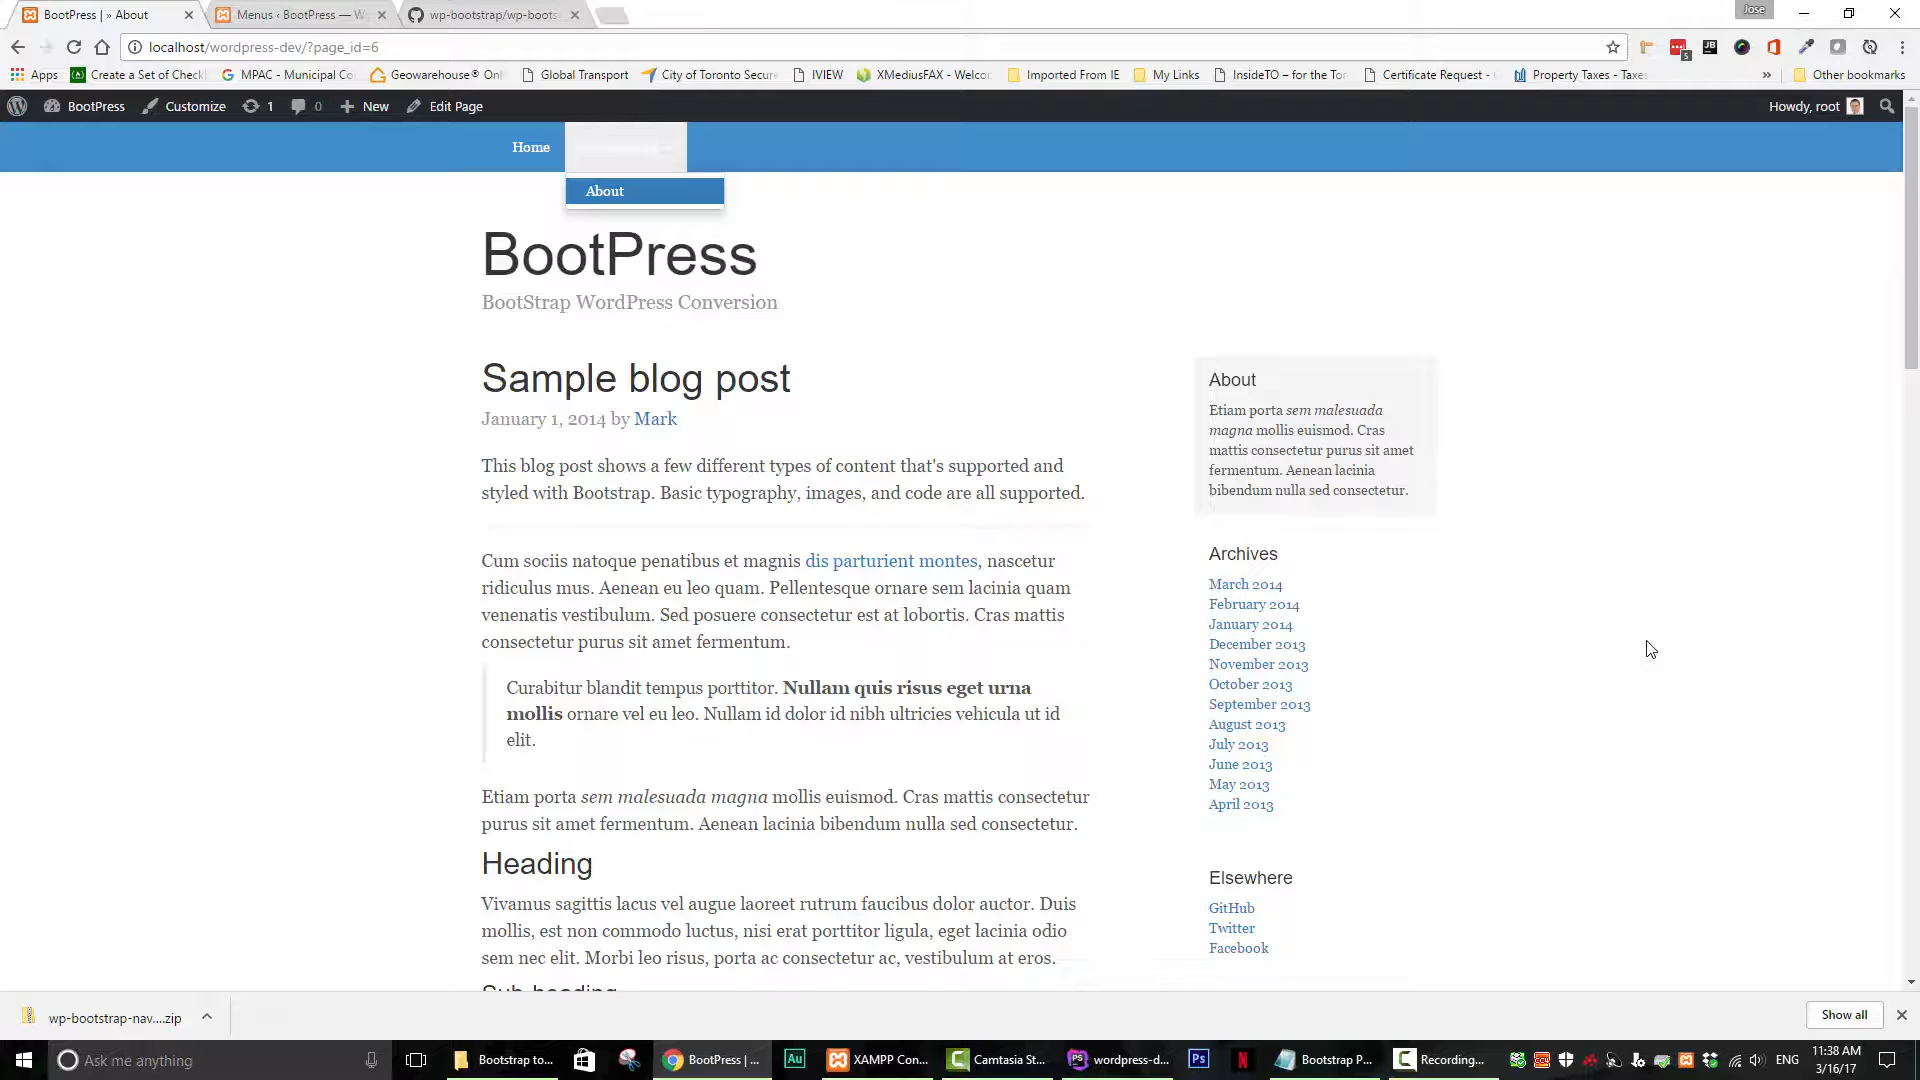 BootPress | » About
Menus ‹ BootPress — W
wp-bootstrap/wp-boots
Jose
localhost/wordpress-dev/?page_id=6
5
JB
Apps
Create a Set of Check
MPAC - Municipal Co
Geowarehouse® On
Global Transport
City of Toronto Secure
IVIEW
XMediusFAX - Welco
Imported From IE
My Links
InsideTO – for the To
Certificate Request -
Property Taxes - Taxe
»
Other bookmarks
BootPress
Customize
1
0
New
Edit Page
Howdy, root
Home
About
BootPress
BootStrap WordPress Conversion
Sample blog post
January 1, 2014 by Mark
This blog post shows a few different types of content that's supported and
styled with Bootstrap. Basic typography, images, and code are all supported.
Cum sociis natoque penatibus et magnis dis parturient montes, nascetur
ridiculus mus. Aenean eu leo quam. Pellentesque ornare sem lacinia quam
venenatis vestibulum. Sed posuere consectetur est at lobortis. Cras mattis
consectetur purus sit amet fermentum.
Curabitur blandit tempus porttitor. Nullam quis risus eget urna
mollis ornare vel eu leo. Nullam id dolor id nibh ultricies vehicula ut id
elit.
Etiam porta sem malesuada magna mollis euismod. Cras mattis consectetur
purus sit amet fermentum. Aenean lacinia bibendum nulla sed consectetur.
Heading
Vivamus sagittis lacus vel augue laoreet rutrum faucibus dolor auctor. Duis
mollis, est non commodo luctus, nisi erat porttitor ligula, eget lacinia odio
sem nec elit. Morbi leo risus, porta ac consectetur ac, vestibulum at eros.
Sub-heading
About
Etiam porta sem malesuada
magna mollis euismod. Cras
mattis consectetur purus sit amet
fermentum. Aenean lacinia
bibendum nulla sed consectetur.
Archives
March 2014
February 2014
January 2014
December 2013
November 2013
October 2013
September 2013
August 2013
July 2013
June 2013
May 2013
April 2013
Elsewhere
GitHub
Twitter
Facebook
wp-bootstrap-nav....zip
Show all
Ask me anything
Bootstrap to...
BootPress | ...
Au
XAMPP Con...
Camtasia St...
PS
wordpress-d...
Ps
N
Bootstrap P...
Recording...
ENG
11:38 AM
3/16/17